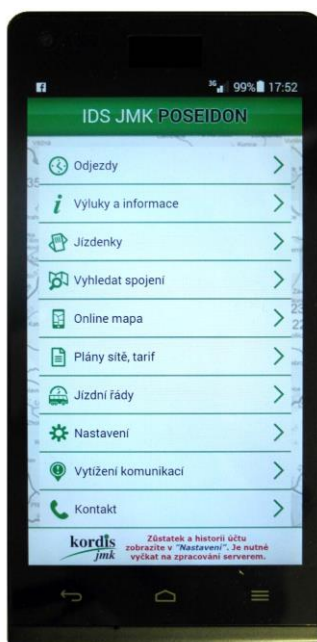 3G 99% 17:52
IDS JMK POSEIDON
Odjezdy
Výluky a informace
Jízdenky
Vyhledat spojení
Online mapa
Plány sítě, tarif
Jízdní řády
Nastavení
Vytížení komunikací
Kontakt
kordis
jmk
Zůstatek a historii účtu
zobrazíte v "Nastavení". Je nutné
vyčkat na zpracování serverem.